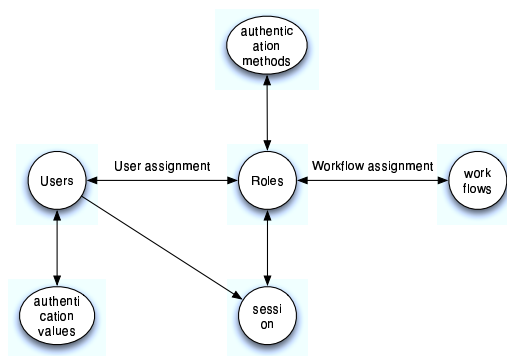 authentic
ation
methods
User assignment
Workflow assignment
Users
Roles
work
flows
authenti
cation
values
sessi
on